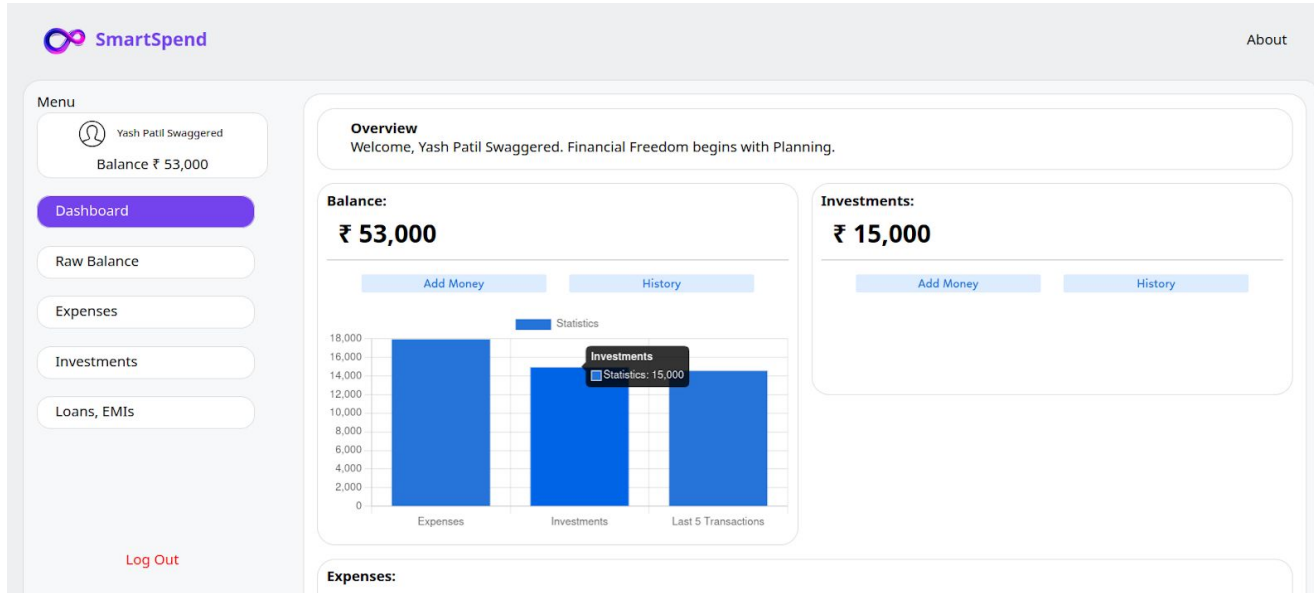 SmartSpend
About
Menu
Yash Patil Swaggered
Balance ₹ 53,000
Dashboard
Raw Balance
Expenses
Investments
Loans, EMIs
Log Out
Overview
Welcome, Yash Patil Swaggered. Financial Freedom begins with Planning.
Balance:
₹ 53,000
Add Money
History
Statistics
18,000
16,000
14,000
12,000
10,000
8,000
6,000
4,000
2,000
0
Investments
Statistics: 15,000
Expenses
Investments
Last 5 Transactions
Investments:
₹ 15,000
Add Money
History
Expenses: